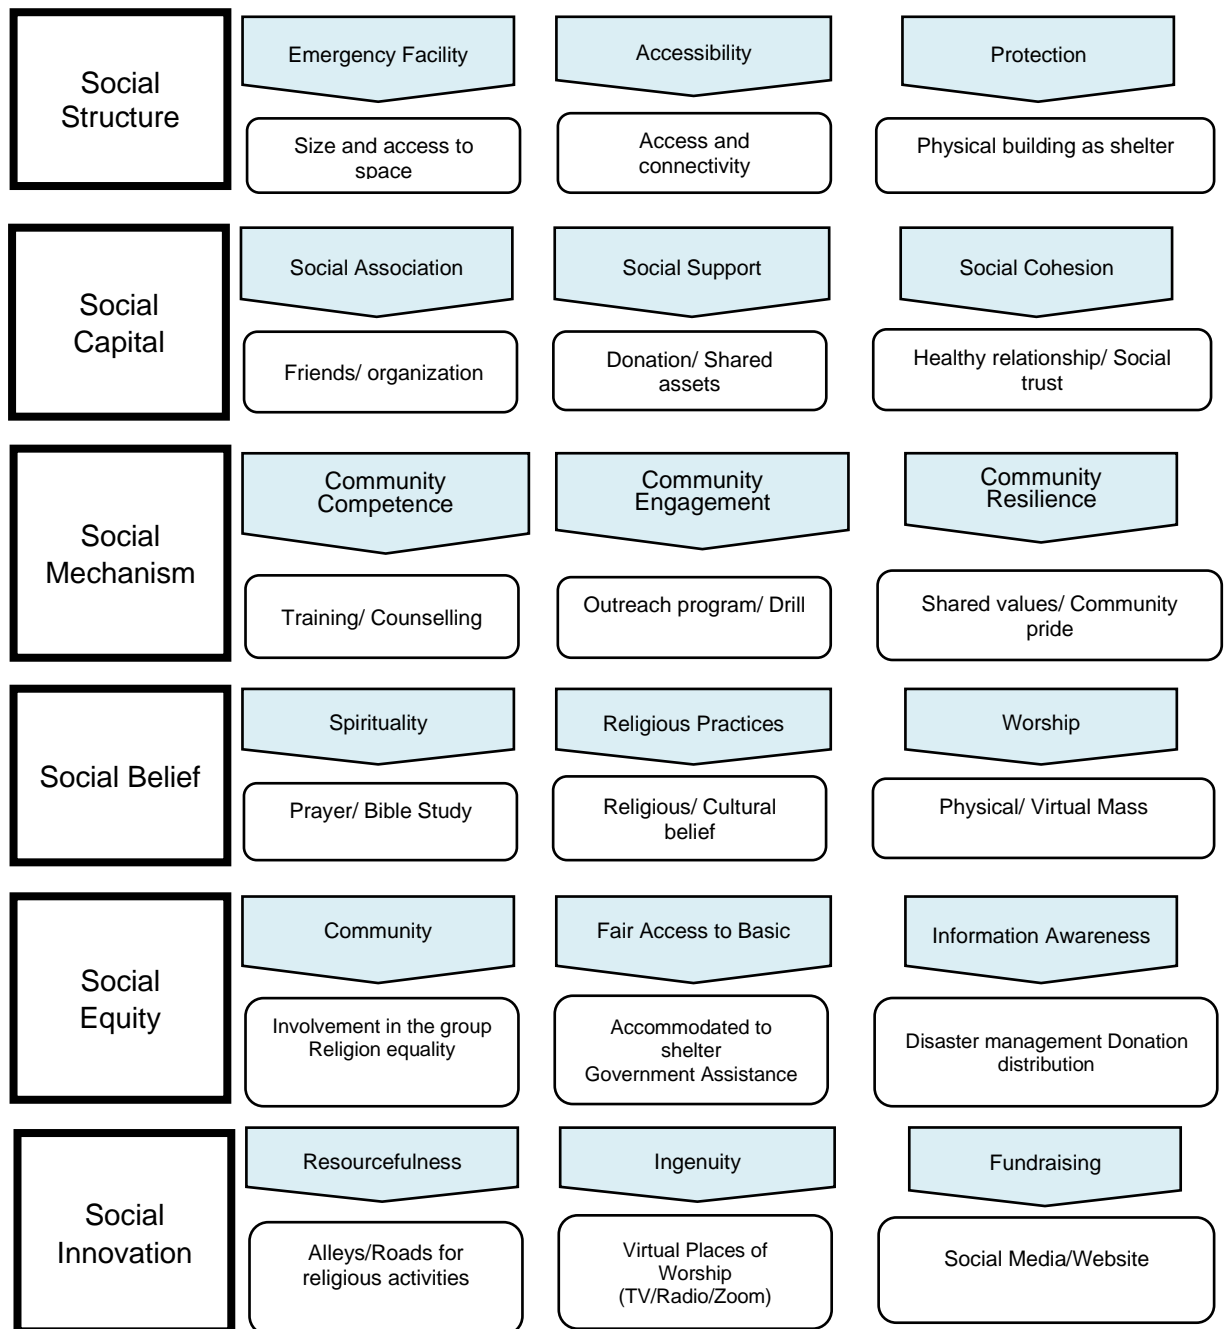 Social
Structure
Emergency Facility
Accessibility
Protection
Size and access to
space
Access and
connectivity
Physical building as shelter
Social
Capital
Social Association
Social Support
Social Cohesion
Friends/ organization
Donation/ Shared
assets
Healthy relationship/ Social
trust
Social
Mechanism
Community
Competence
Community
Engagement
Community
Resilience
Training/ Counselling
Outreach program/ Drill
Shared values/ Community
pride
Social Belief
Spirituality
Religious Practices
Worship
Prayer/ Bible Study
Religious/ Cultural
belief
Physical/ Virtual Mass
Social
Equity
Community
Fair Access to Basic
Information Awareness
Involvement in the group
Religion equality
Accommodated to
shelter
Government Assistance
Disaster management Donation
distribution
Social
Innovation
Resourcefulness
Ingenuity
Fundraising
Alleys/Roads for
religious activities
Virtual Places of
Worship
(TV/Radio/Zoom)
Social Media/Website